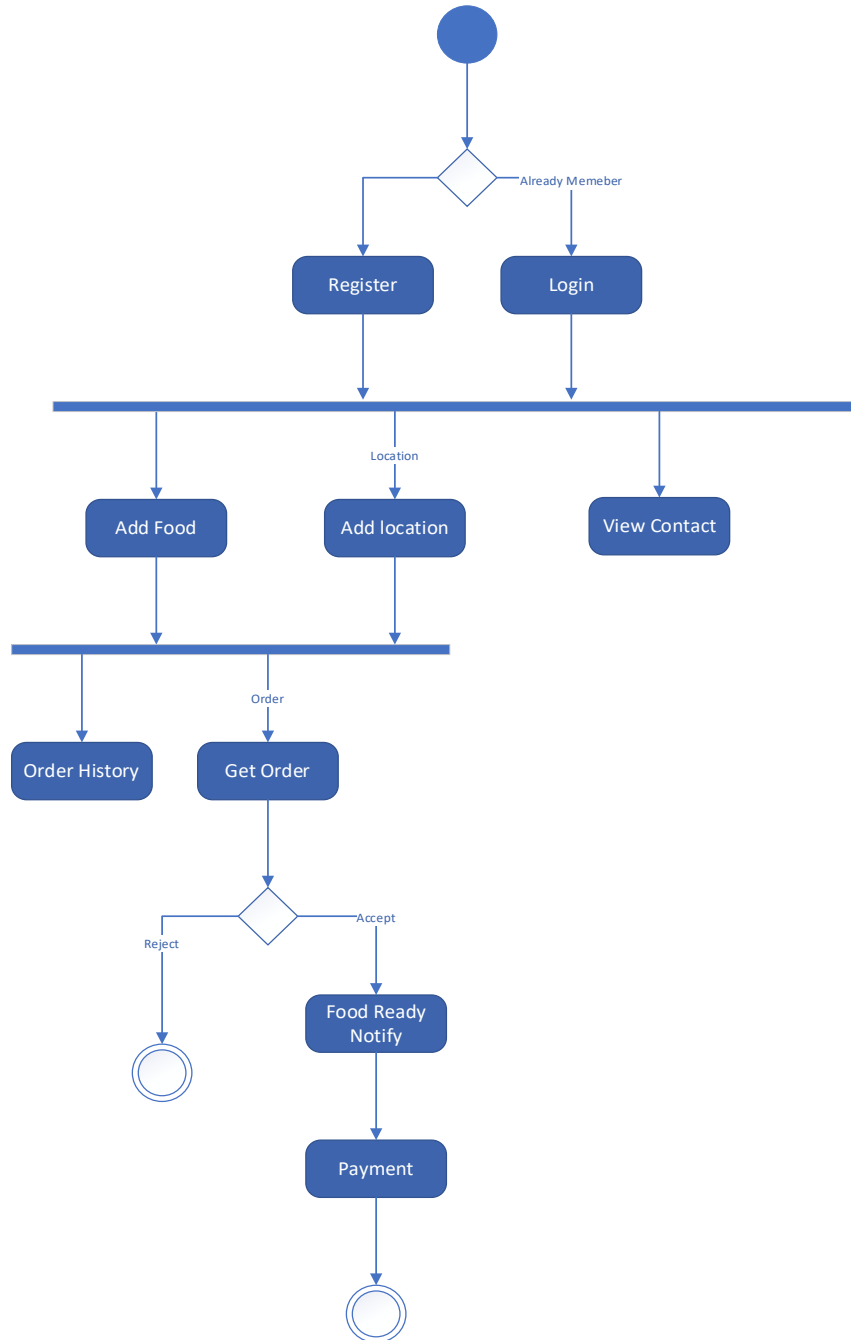 Already Memeber
Register
Login
Location
Add Food
Add location
View Contact
Order
Order History
Get Order
Accept
Reject
Food Ready
Notify
Payment